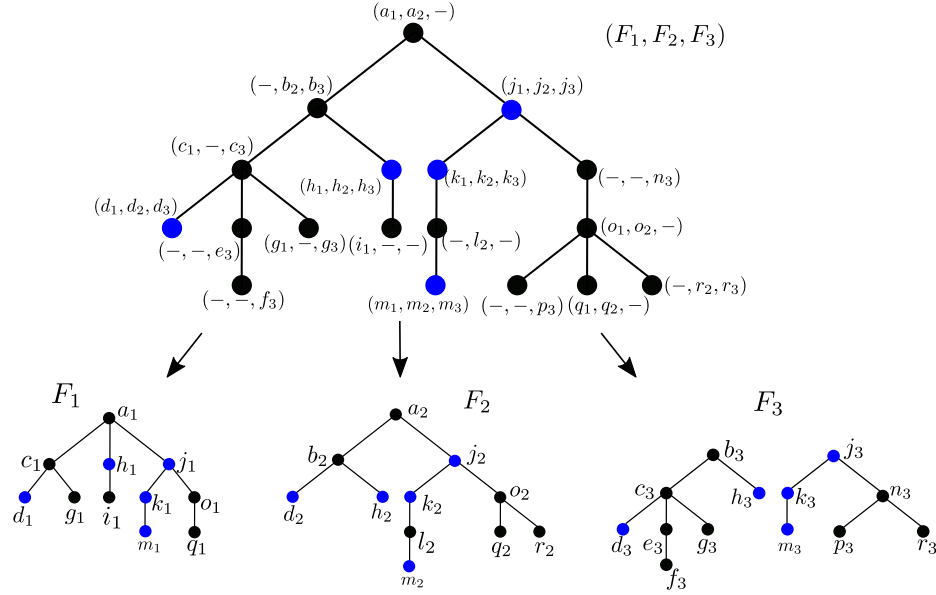 (a₁, a₂, −)
(F₁, F₂, F₃)
(−, b₂, b₃)
(j₁, j₂, j₃)
(c₁, −, c₃)
(h₁, h₂, h₃)
(k₁, k₂, k₃)
(−, −, n₃)
(d₁, d₂, d₃)
(−, −, e₃)
(g₁, −, g₃)
(i₁, −, −)
(−, l₂, −)
(o₁, o₂, −)
(−, −, f₃)
(m₁, m₂, m₃)
(−, −, p₃)
(q₁, q₂, −)
(−, r₂, r₃)
F₁
a₁
c₁
h₁
j₁
d₁
g₁
i₁
k₁
o₁
m₁
q₁
F₂
a₂
b₂
j₂
d₂
h₂
k₂
o₂
l₂
q₂
r₂
m₂
F₃
b₃
j₃
c₃
h₃
k₃
n₃
d₃
e₃
g₃
m₃
p₃
r₃
f₃